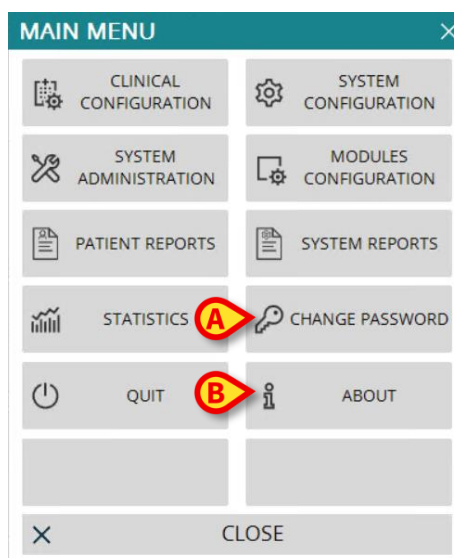 MAIN MENU
CLINICAL
CONFIGURATION
SYSTEM
CONFIGURATION
SYSTEM
ADMINISTRATION
MODULES
CONFIGURATION
PATIENT REPORTS
SYSTEM REPORTS
STATISTICS
A
CHANGE PASSWORD
QUIT
B
ABOUT
CLOSE